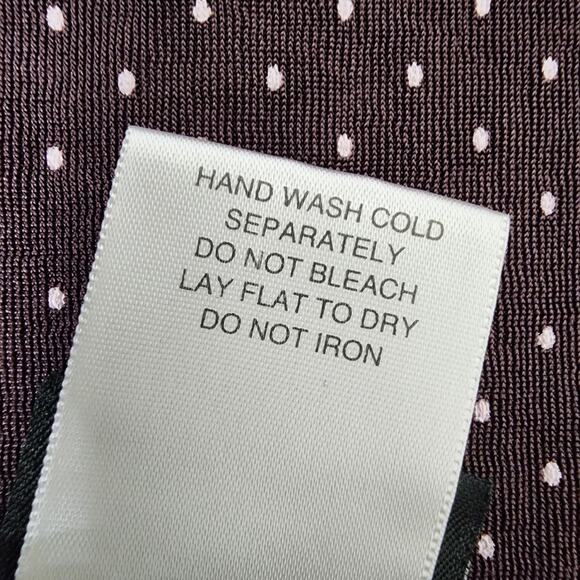 HAND WASH COLD
SEPARATELY
DO NOT BLEACH
LAY FLAT TO DRY
DO NOT IRON